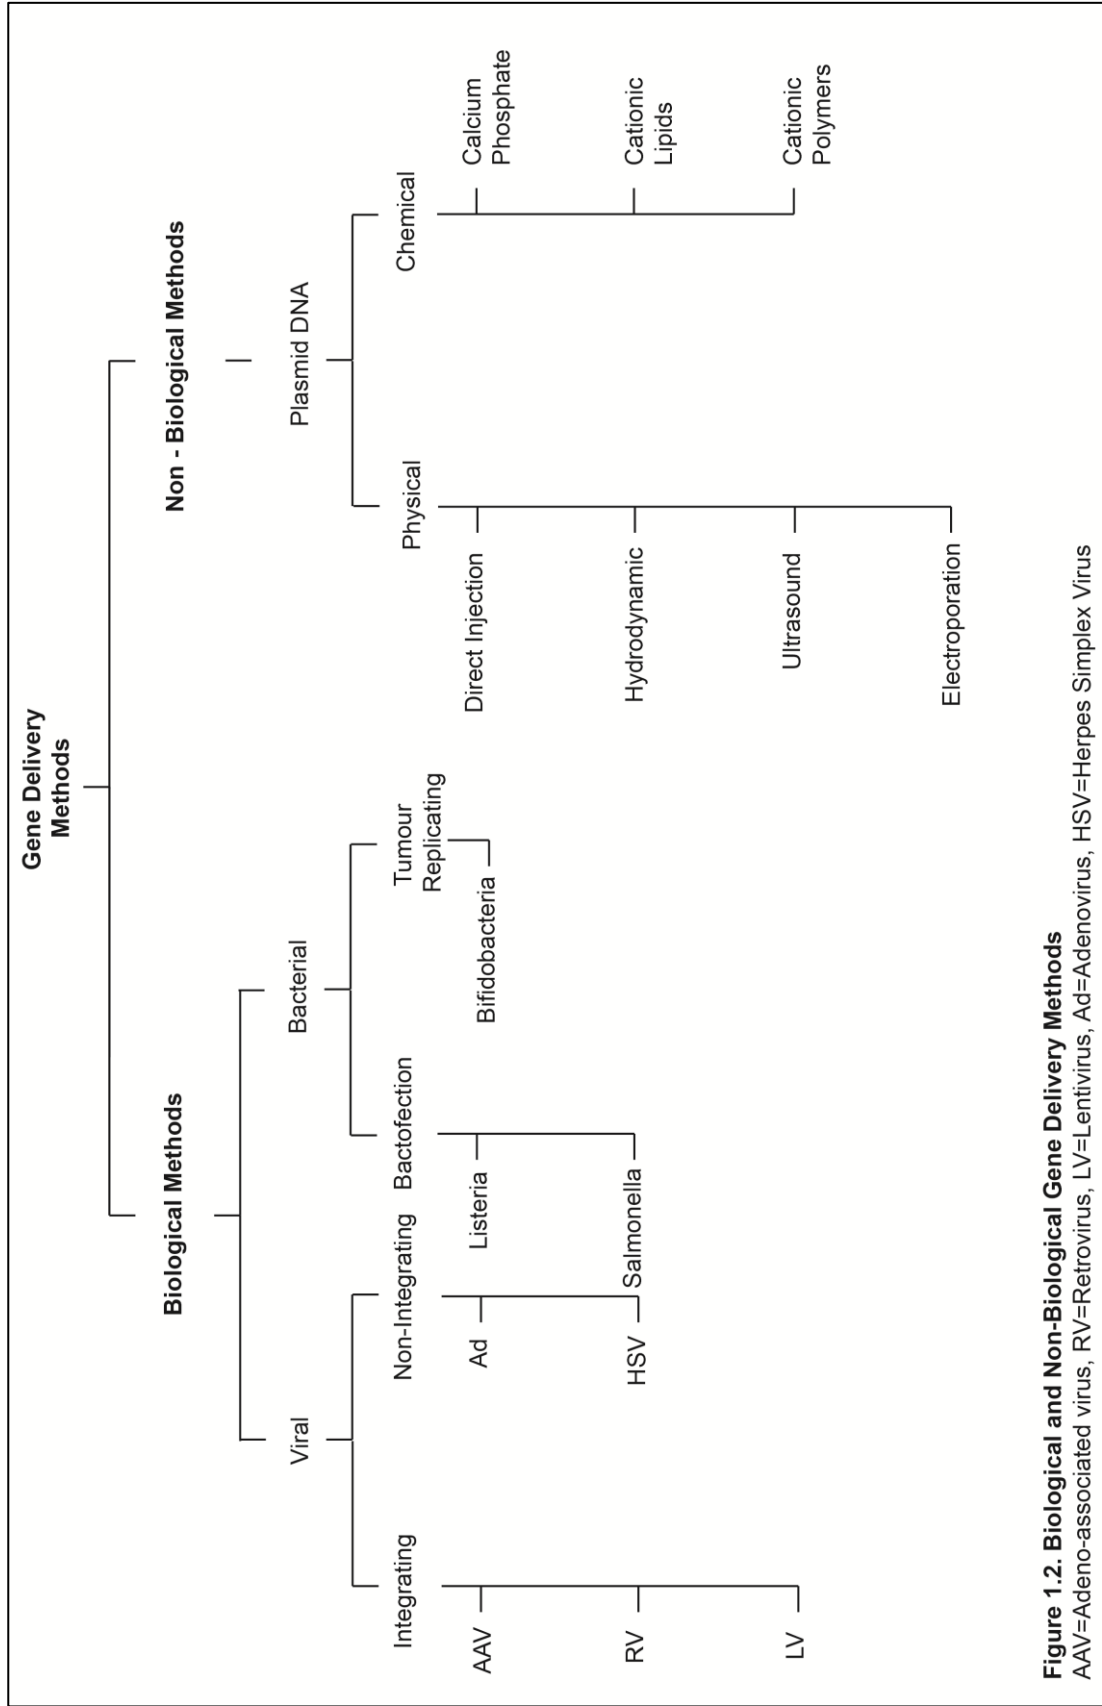 Gene Delivery
Methods
Biological Methods
Non - Biological Methods
Viral
Bacterial
Plasmid DNA
Integrating
Non-Integrating
Bactofection
Tumour
Replicating
Physical
Chemical
AAV
RV
LV
Ad
HSV
Listeria
Salmonella
Bifidobacteria
Direct Injection
Hydrodynamic
Ultrasound
Electroporation
Calcium
Phosphate
Cationic
Lipids
Cationic
Polymers
Figure 1.2. Biological and Non-Biological Gene Delivery Methods
AAV=Adeno-associated virus, RV=Retrovirus, LV=Lentivirus, Ad=Adenovirus, HSV=Herpes Simplex Virus